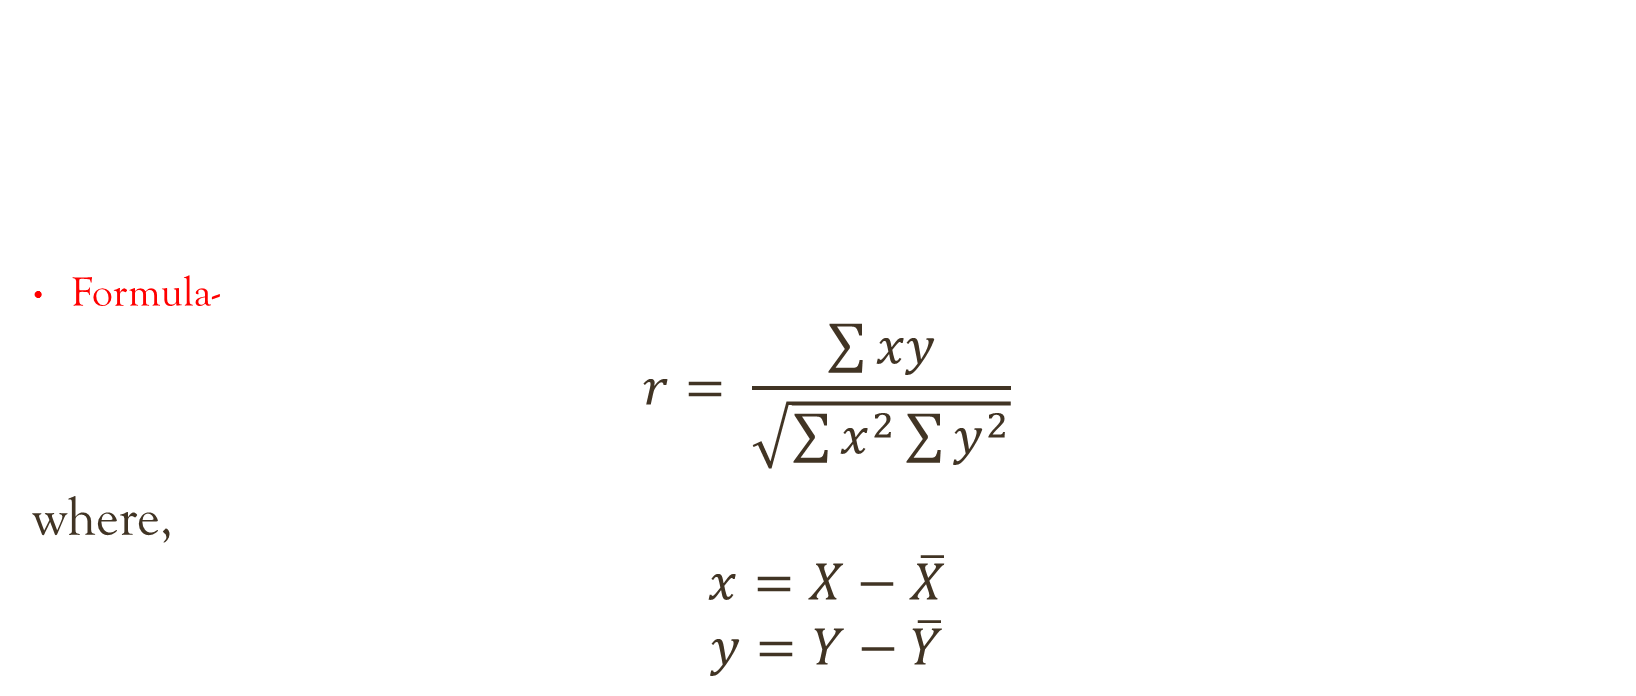 • Formula-
r = ∑ xy / √(∑ x² ∑ y²)
where,
x = X − X̅
y = Y − Y̅